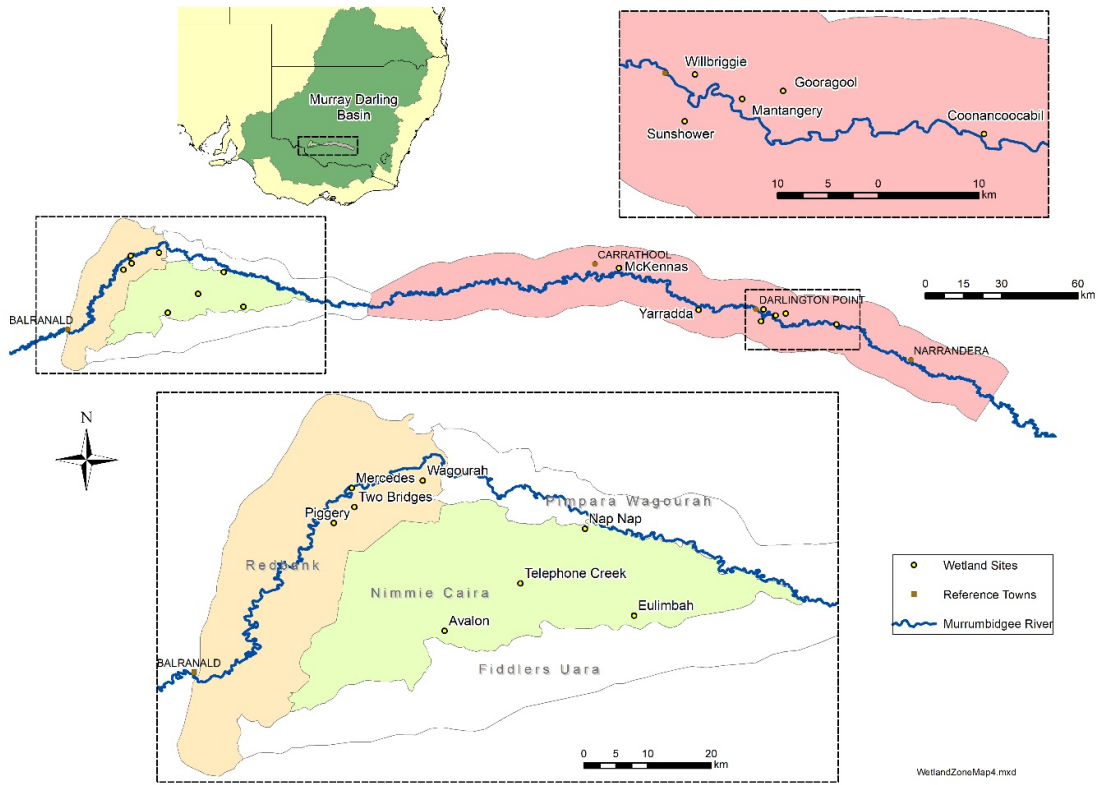 Murray Darling
Basin
Willbriggie
Gooragool
Mantangery
Coonancoocabil
Sunshower
10 5 0 10
km
CARRATHOOL
McKennas
Yarradda
DARLINGTON POINT
NARRANDERA
60 30 0 60
km
BALRANALD
N
Mercedes
Wagourah
Two Bridges
Piggery
Pimpara Wagourah
Nap Nap
Redbank
Telephone Creek
Nimmie Caira
Eulimbah
Avalon
BALRANALD
Fiddlers Uara
0 5 10 20
km
Wetland Sites
Reference Towns
Murrumbidgee River
WetlandZoneMap4.mxd